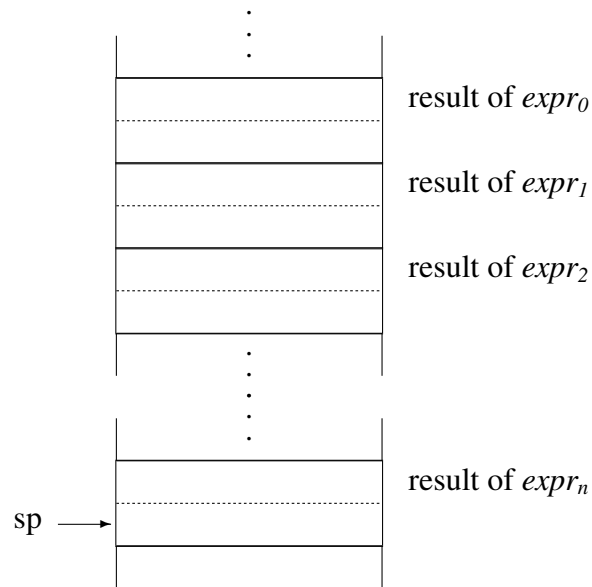 result of expr₀
result of expr₁
result of expr₂
result of exprₙ
sp